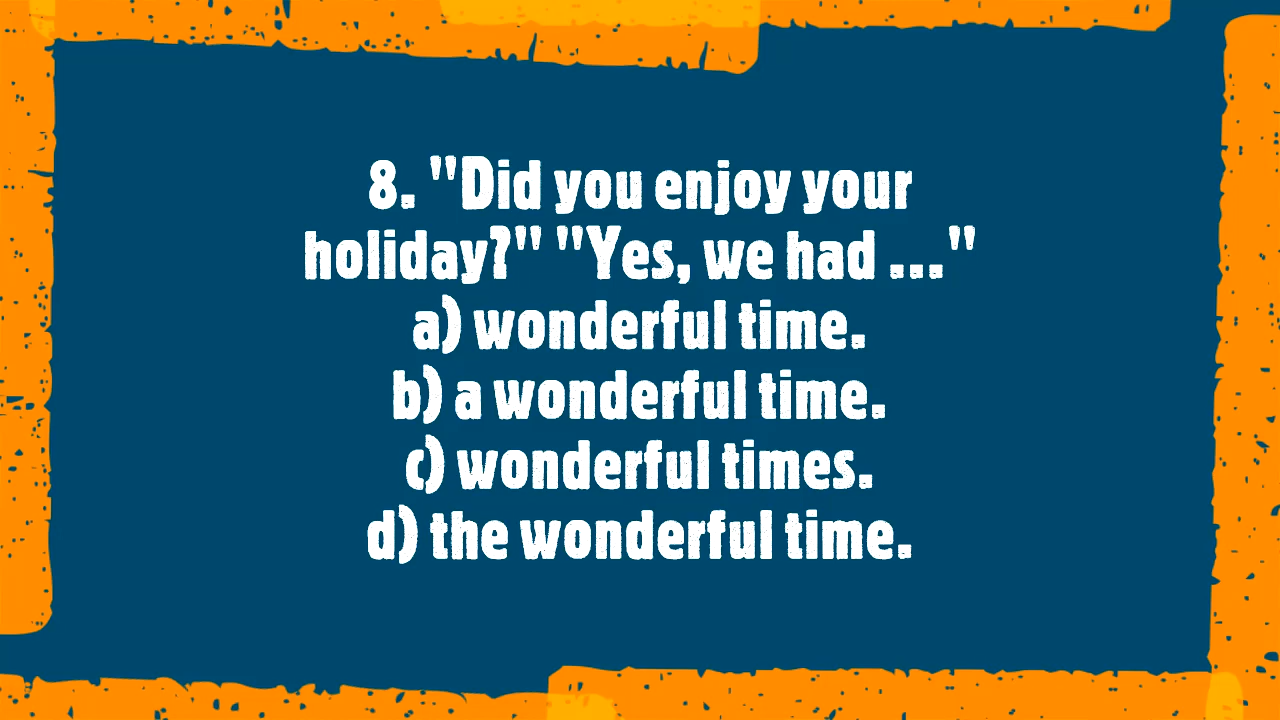 8. "Did you enjoy your
holiday?" "Yes, we had ..."
a) wonderful time.
b) a wonderful time.
c) wonderful times.
d) the wonderful time.